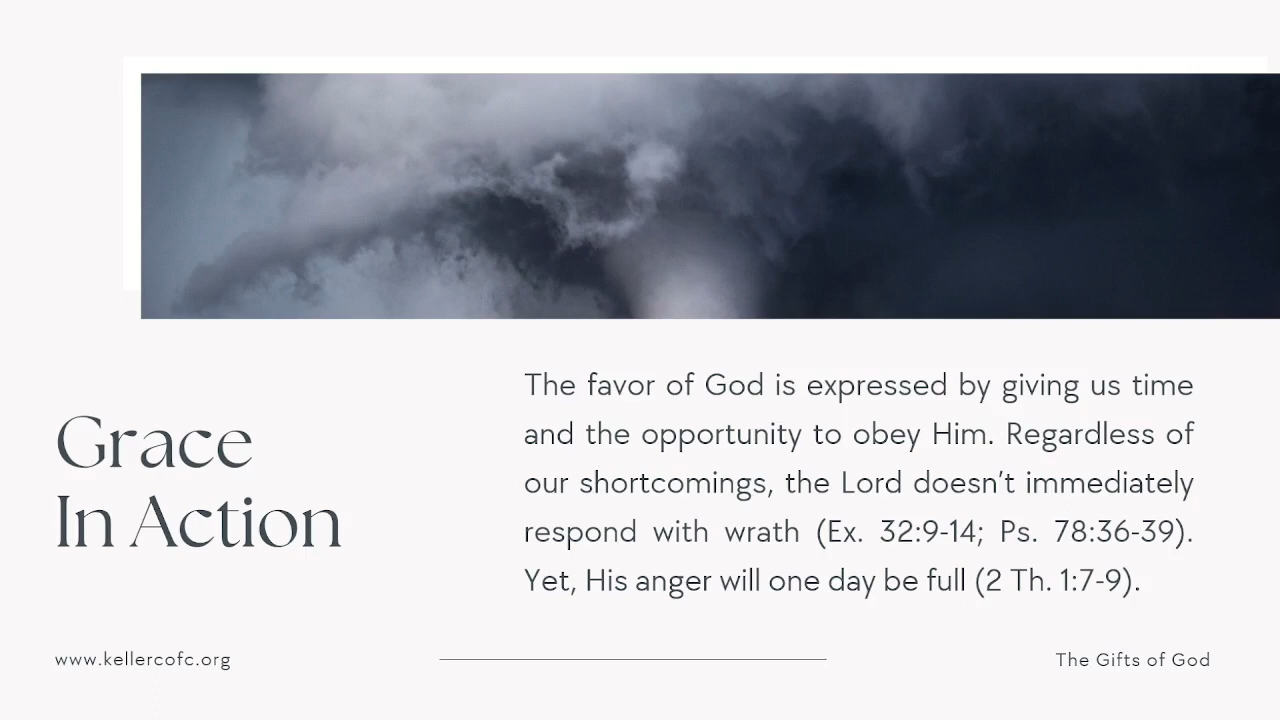 Grace
In Action
The favor of God is expressed by giving us time
and the opportunity to obey Him. Regardless of
our shortcomings, the Lord doesn't immediately
respond with wrath (Ex. 32:9-14; Ps. 78:36-39).
Yet, His anger will one day be full (2 Th. 1:7-9).
www.kellercofc.org
The Gifts of God